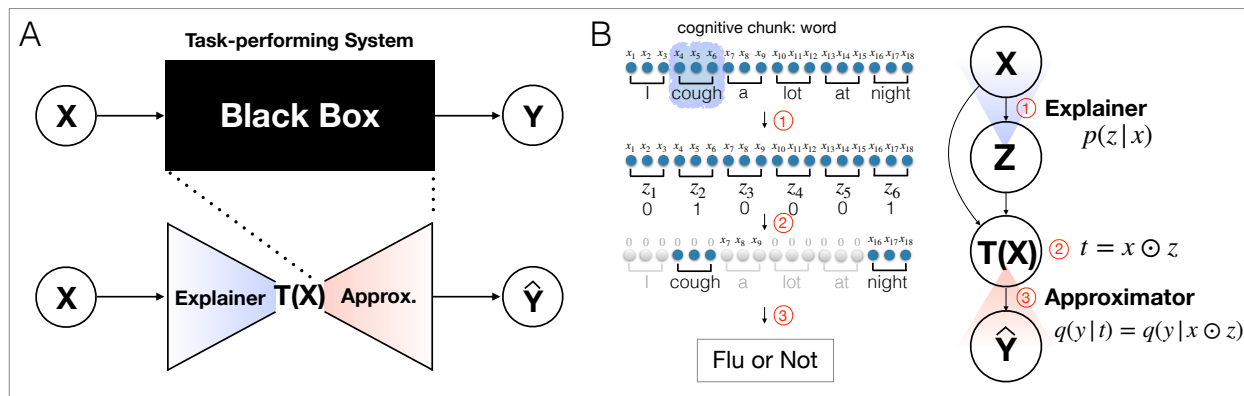 A
Task-performing System
X
Black Box
Y
X
Explainer
T(X)
Approx.
Ŷ
B
cognitive chunk: word
x₁ x₂ x₃ x₄ x₅ x₆ x₇ x₈ x₉ x₁₀ x₁₁ x₁₂ x₁₃ x₁₄ x₁₅ x₁₆ x₁₇ x₁₈
I cough a lot at night
①
x₁ x₂ x₃ x₄ x₅ x₆ x₇ x₈ x₉ x₁₀ x₁₁ x₁₂ x₁₃ x₁₄ x₁₅ x₁₆ x₁₇ x₁₈
z₁ z₂ z₃ z₄ z₅ z₆
0 1 0 0 0 1
②
0 0 0 0 0 0 x₇ x₈ x₉ 0 0 0 0 0 0 x₁₆ x₁₇ x₁₈
I cough a lot at night
③
Flu or Not
X
① Explainer
p(z|x)
Z
T(X)
② t = x ⊙ z
③ Approximator
q(y|t) = q(y|x ⊙ z)
Ŷ